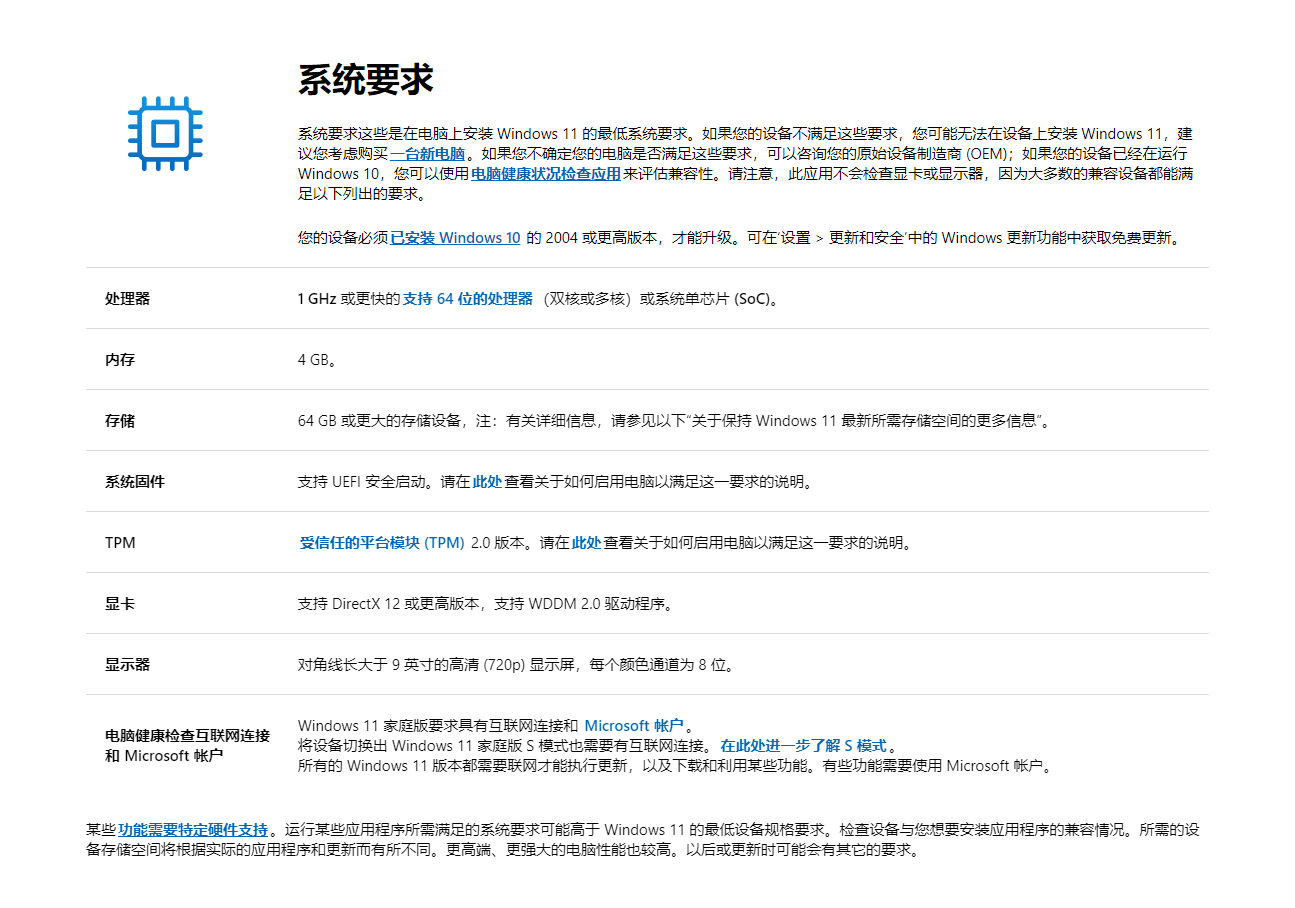 系统要求
系统要求这些是在电脑上安装 Windows 11 的最低系统要求。如果您的设备不满足这些要求，您可能无法在设备上安装 Windows 11，建
议您考虑购买一台新电脑。如果您不确定您的电脑是否满足这些要求，可以咨询您的原始设备制造商 (OEM)；如果您的设备已经在运行
Windows 10，您可以使用电脑健康状况检查应用来评估兼容性。请注意，此应用不会检查显卡或显示器，因为大多数的兼容设备都能满
足以下列出的要求。
您的设备必须已安装 Windows 10 的 2004 或更高版本，才能升级。可在‘设置 > 更新和安全’中的 Windows 更新功能中获取免费更新。
处理器
1 GHz 或更快的支持 64 位的处理器（双核或多核）或系统单芯片 (SoC)。
内存
4 GB。
存储
64 GB 或更大的存储设备，注：有关详细信息，请参见以下“关于保持 Windows 11 最新所需存储空间的更多信息”。
系统固件
支持 UEFI 安全启动。请在此处查看关于如何启用电脑以满足这一要求的说明。
TPM
受信任的平台模块 (TPM) 2.0 版本。请在此处查看关于如何启用电脑以满足这一要求的说明。
显卡
支持 DirectX 12 或更高版本，支持 WDDM 2.0 驱动程序。
显示器
对角线长大于 9 英寸的高清 (720p) 显示屏，每个颜色通道为 8 位。
电脑健康检查互联网连接
和 Microsoft 帐户
Windows 11 家庭版要求具有互联网连接和 Microsoft 帐户。
将设备切换出 Windows 11 家庭版 S 模式也需要有互联网连接。在此处进一步了解 S 模式。
所有的 Windows 11 版本都需要联网才能执行更新，以及下载和利用某些功能。有些功能需要使用 Microsoft 帐户。
某些功能需要特定硬件支持。运行某些应用程序所需满足的系统要求可能高于 Windows 11 的最低设备规格要求。检查设备与您想要安装应用程序的兼容情况。所需的设
备存储空间将根据实际的应用程序和更新而有所不同。更高端、更强大的电脑性能也较高。以后或更新时可能会有其它的要求。